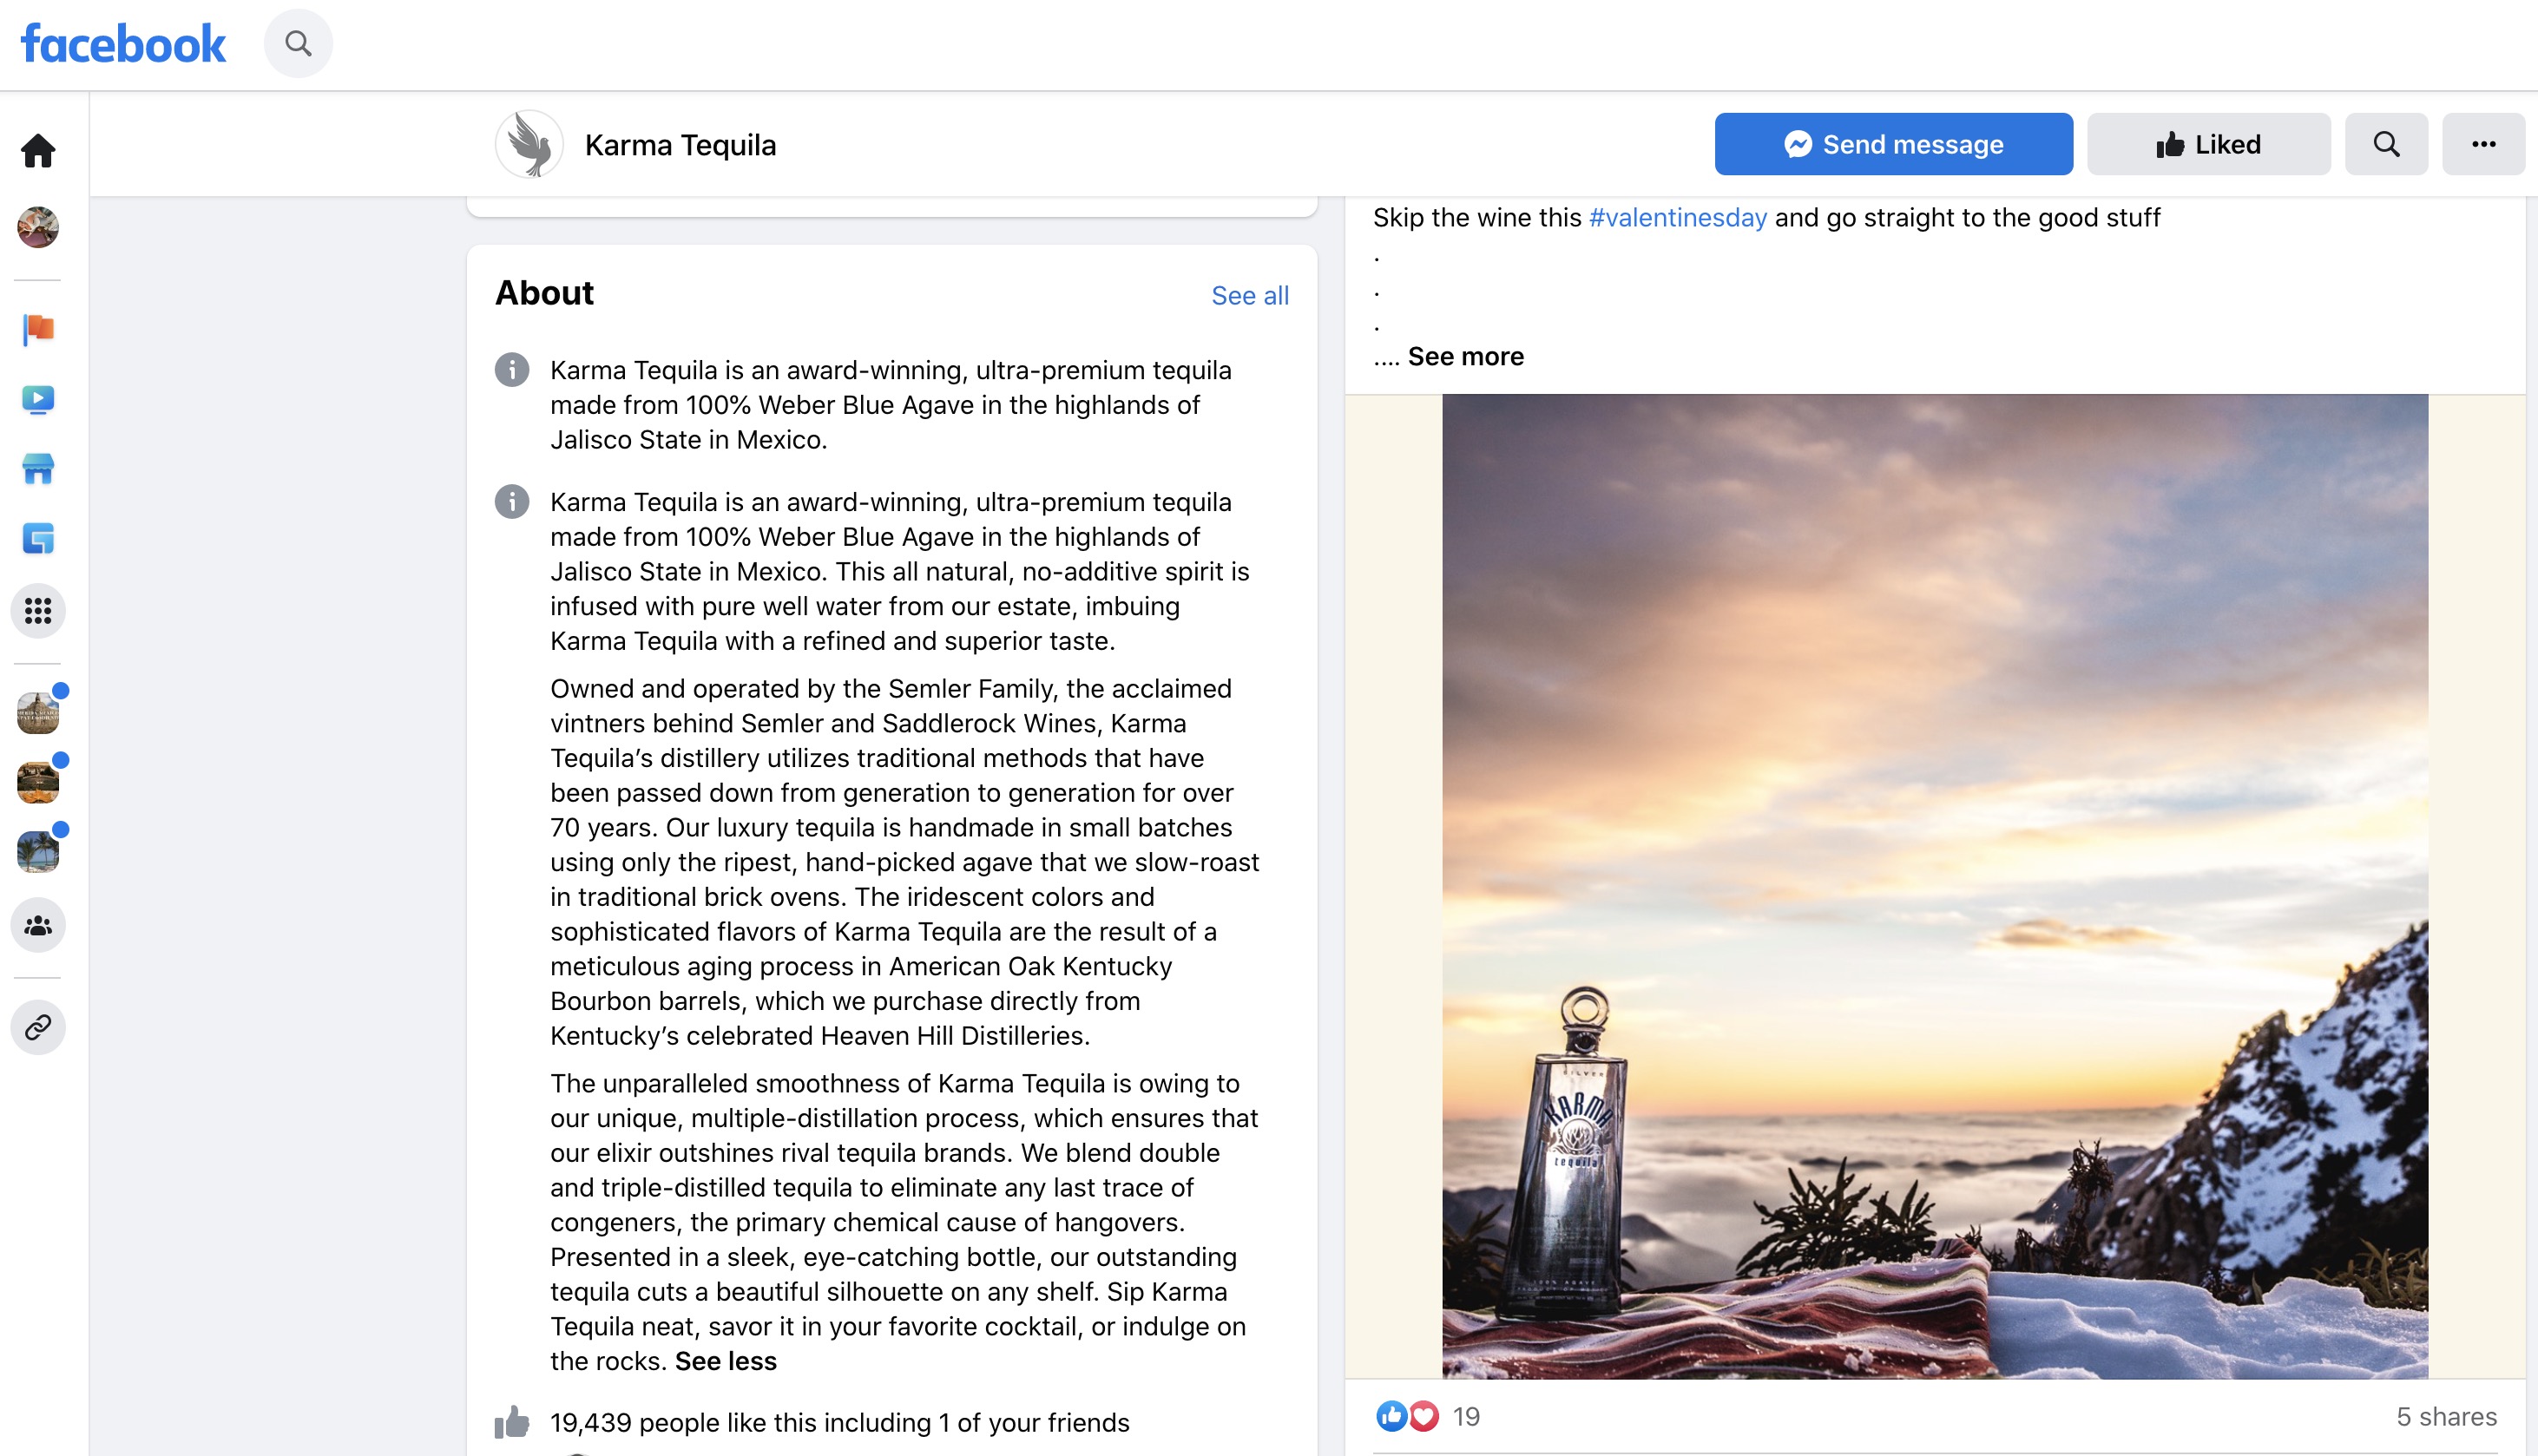 facebook
Karma Tequila
Send message
Liked
About
See all
Karma Tequila is an award-winning, ultra-premium tequila
made from 100% Weber Blue Agave in the highlands of
Jalisco State in Mexico.
Karma Tequila is an award-winning, ultra-premium tequila
made from 100% Weber Blue Agave in the highlands of
Jalisco State in Mexico. This all natural, no-additive spirit is
infused with pure well water from our estate, imbuing
Karma Tequila with a refined and superior taste.
Owned and operated by the Semler Family, the acclaimed
vintners behind Semler and Saddlerock Wines, Karma
Tequila’s distillery utilizes traditional methods that have
been passed down from generation to generation for over
70 years. Our luxury tequila is handmade in small batches
using only the ripest, hand-picked agave that we slow-roast
in traditional brick ovens. The iridescent colors and
sophisticated flavors of Karma Tequila are the result of a
meticulous aging process in American Oak Kentucky
Bourbon barrels, which we purchase directly from
Kentucky’s celebrated Heaven Hill Distilleries.
The unparalleled smoothness of Karma Tequila is owing to
our unique, multiple-distillation process, which ensures that
our elixir outshines rival tequila brands. We blend double
and triple-distilled tequila to eliminate any last trace of
congeners, the primary chemical cause of hangovers.
Presented in a sleek, eye-catching bottle, our outstanding
tequila cuts a beautiful silhouette on any shelf. Sip Karma
Tequila neat, savor it in your favorite cocktail, or indulge on
the rocks. See less
19,439 people like this including 1 of your friends
Skip the wine this #valentinesday and go straight to the good stuff
.
.
.
.... See more
SILVER
KARMA
tequila
19
5 shares